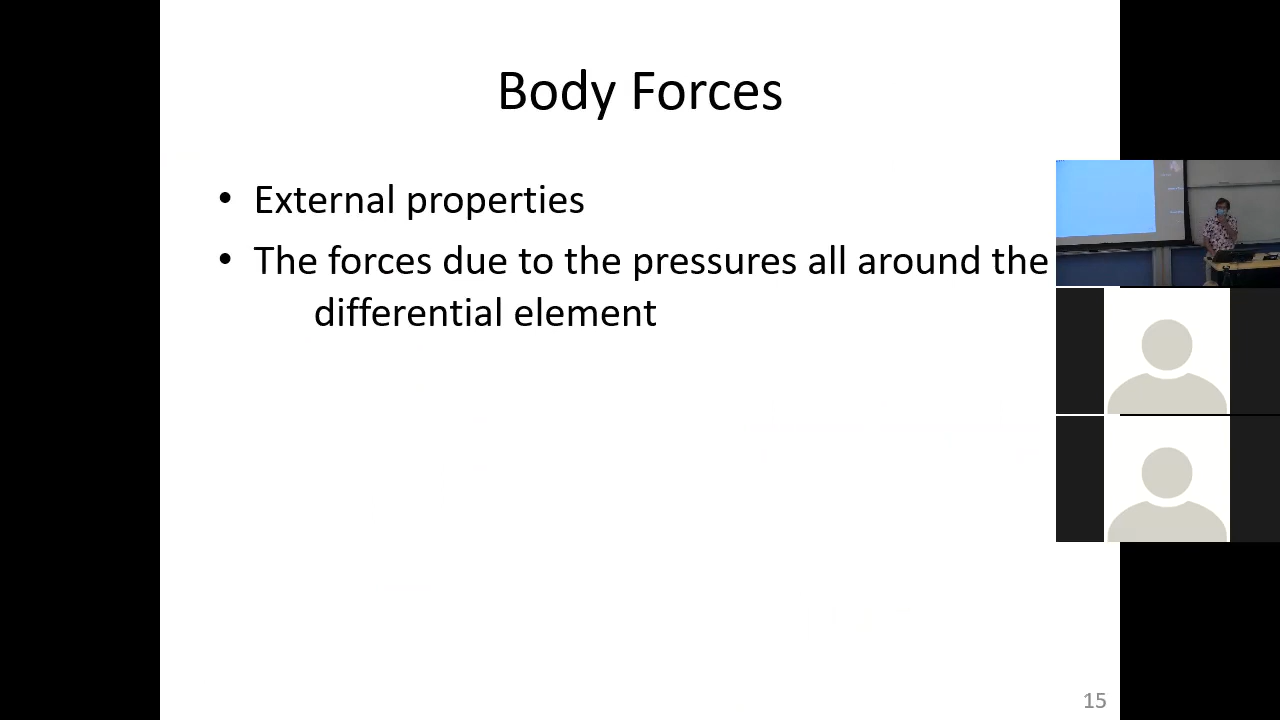 Body Forces
• External properties
• The forces due to the pressures all around the
differential element
15